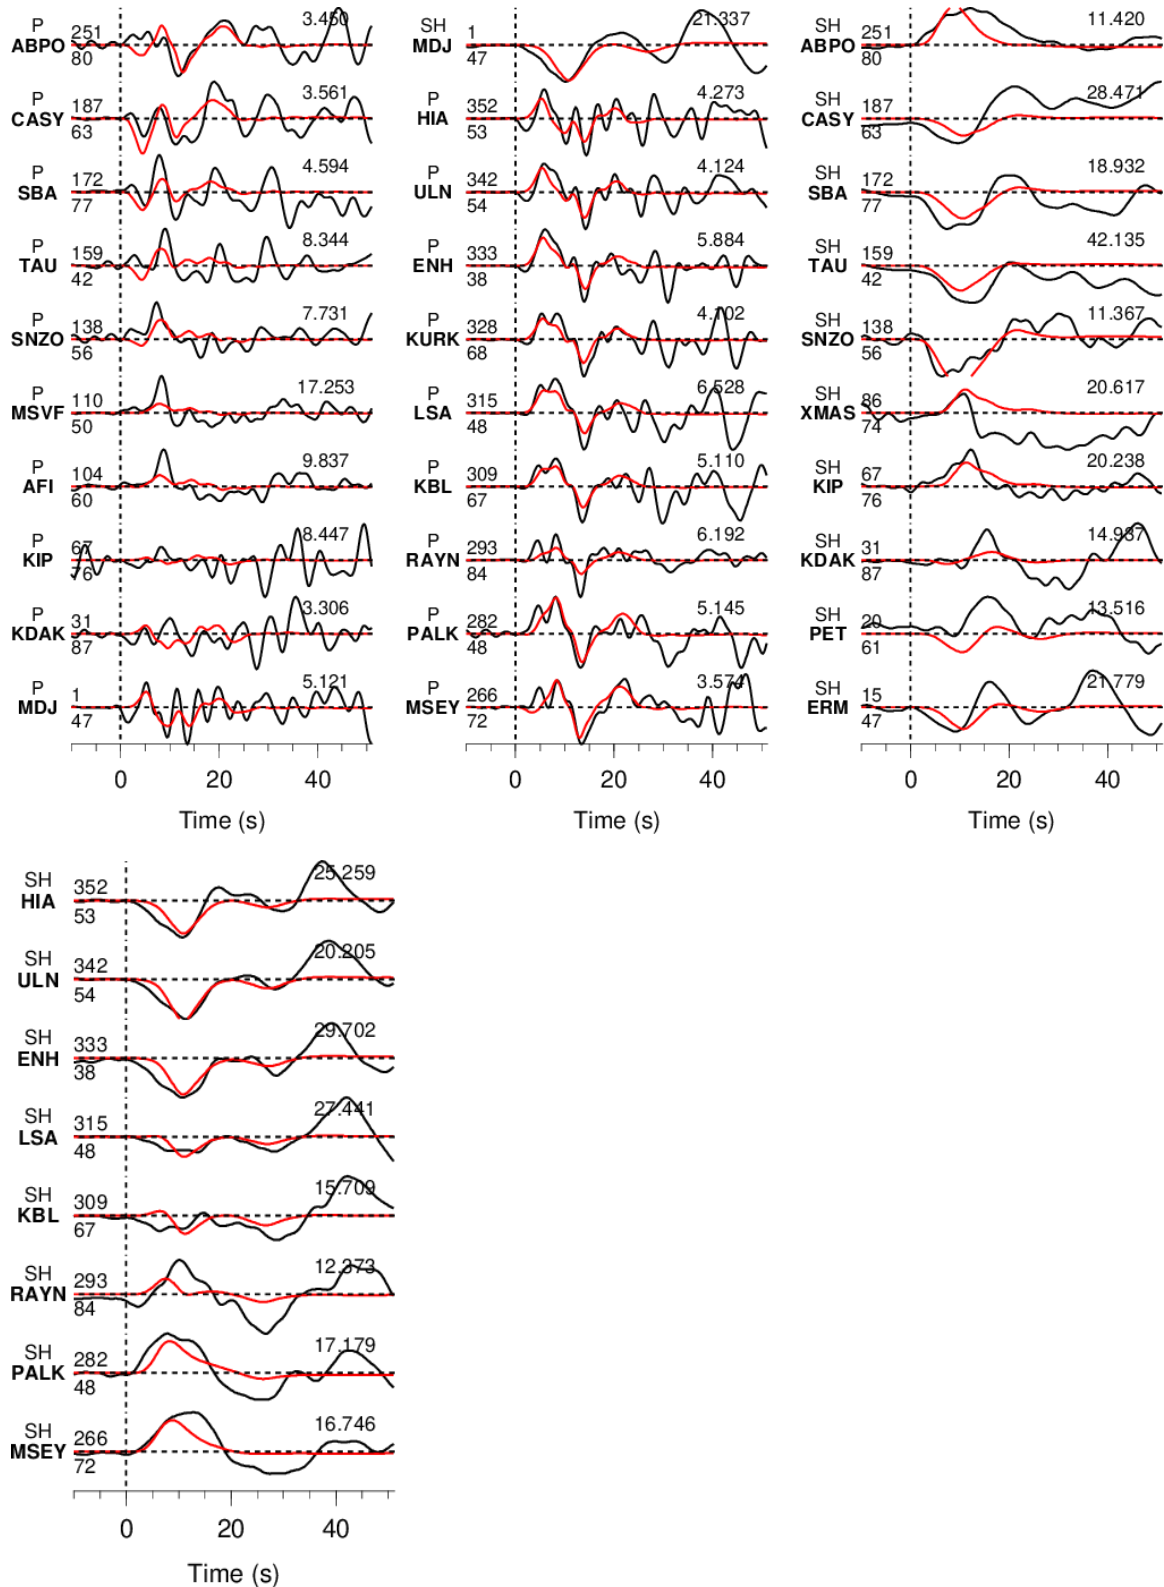 P
ABPO
251
80
3.450
P
CASY
187
63
3.561
P
SBA
172
77
4.594
P
TAU
159
42
8.344
P
SNZO
138
56
7.731
P
MSVF
110
50
17.253
P
AFI
104
60
9.837
P
KIP
67
76
8.447
P
KDAK
31
87
3.306
P
MDJ
1
47
5.121
0 20 40
Time (s)
SH
MDJ
1
47
21.337
P
HIA
352
53
4.273
P
ULN
342
54
4.124
P
ENH
333
38
5.884
P
KURK
328
68
4.102
P
LSA
315
48
6.528
P
KBL
309
67
5.110
P
RAYN
293
84
6.192
P
PALK
282
48
5.145
P
MSEY
266
72
3.574
0 20 40
Time (s)
SH
ABPO
251
80
11.420
SH
CASY
187
63
28.471
SH
SBA
172
77
18.932
SH
TAU
159
42
42.135
SH
SNZO
138
56
11.367
SH
XMAS
86
74
20.617
SH
KIP
67
76
20.238
SH
KDAK
31
87
14.987
SH
PET
20
61
13.516
SH
ERM
15
47
21.779
0 20 40
Time (s)
SH
HIA
352
53
25.259
SH
ULN
342
54
20.205
SH
ENH
333
38
29.702
SH
LSA
315
48
27.441
SH
KBL
309
67
15.709
SH
RAYN
293
84
12.373
SH
PALK
282
48
17.179
SH
MSEY
266
72
16.746
0 20 40
Time (s)